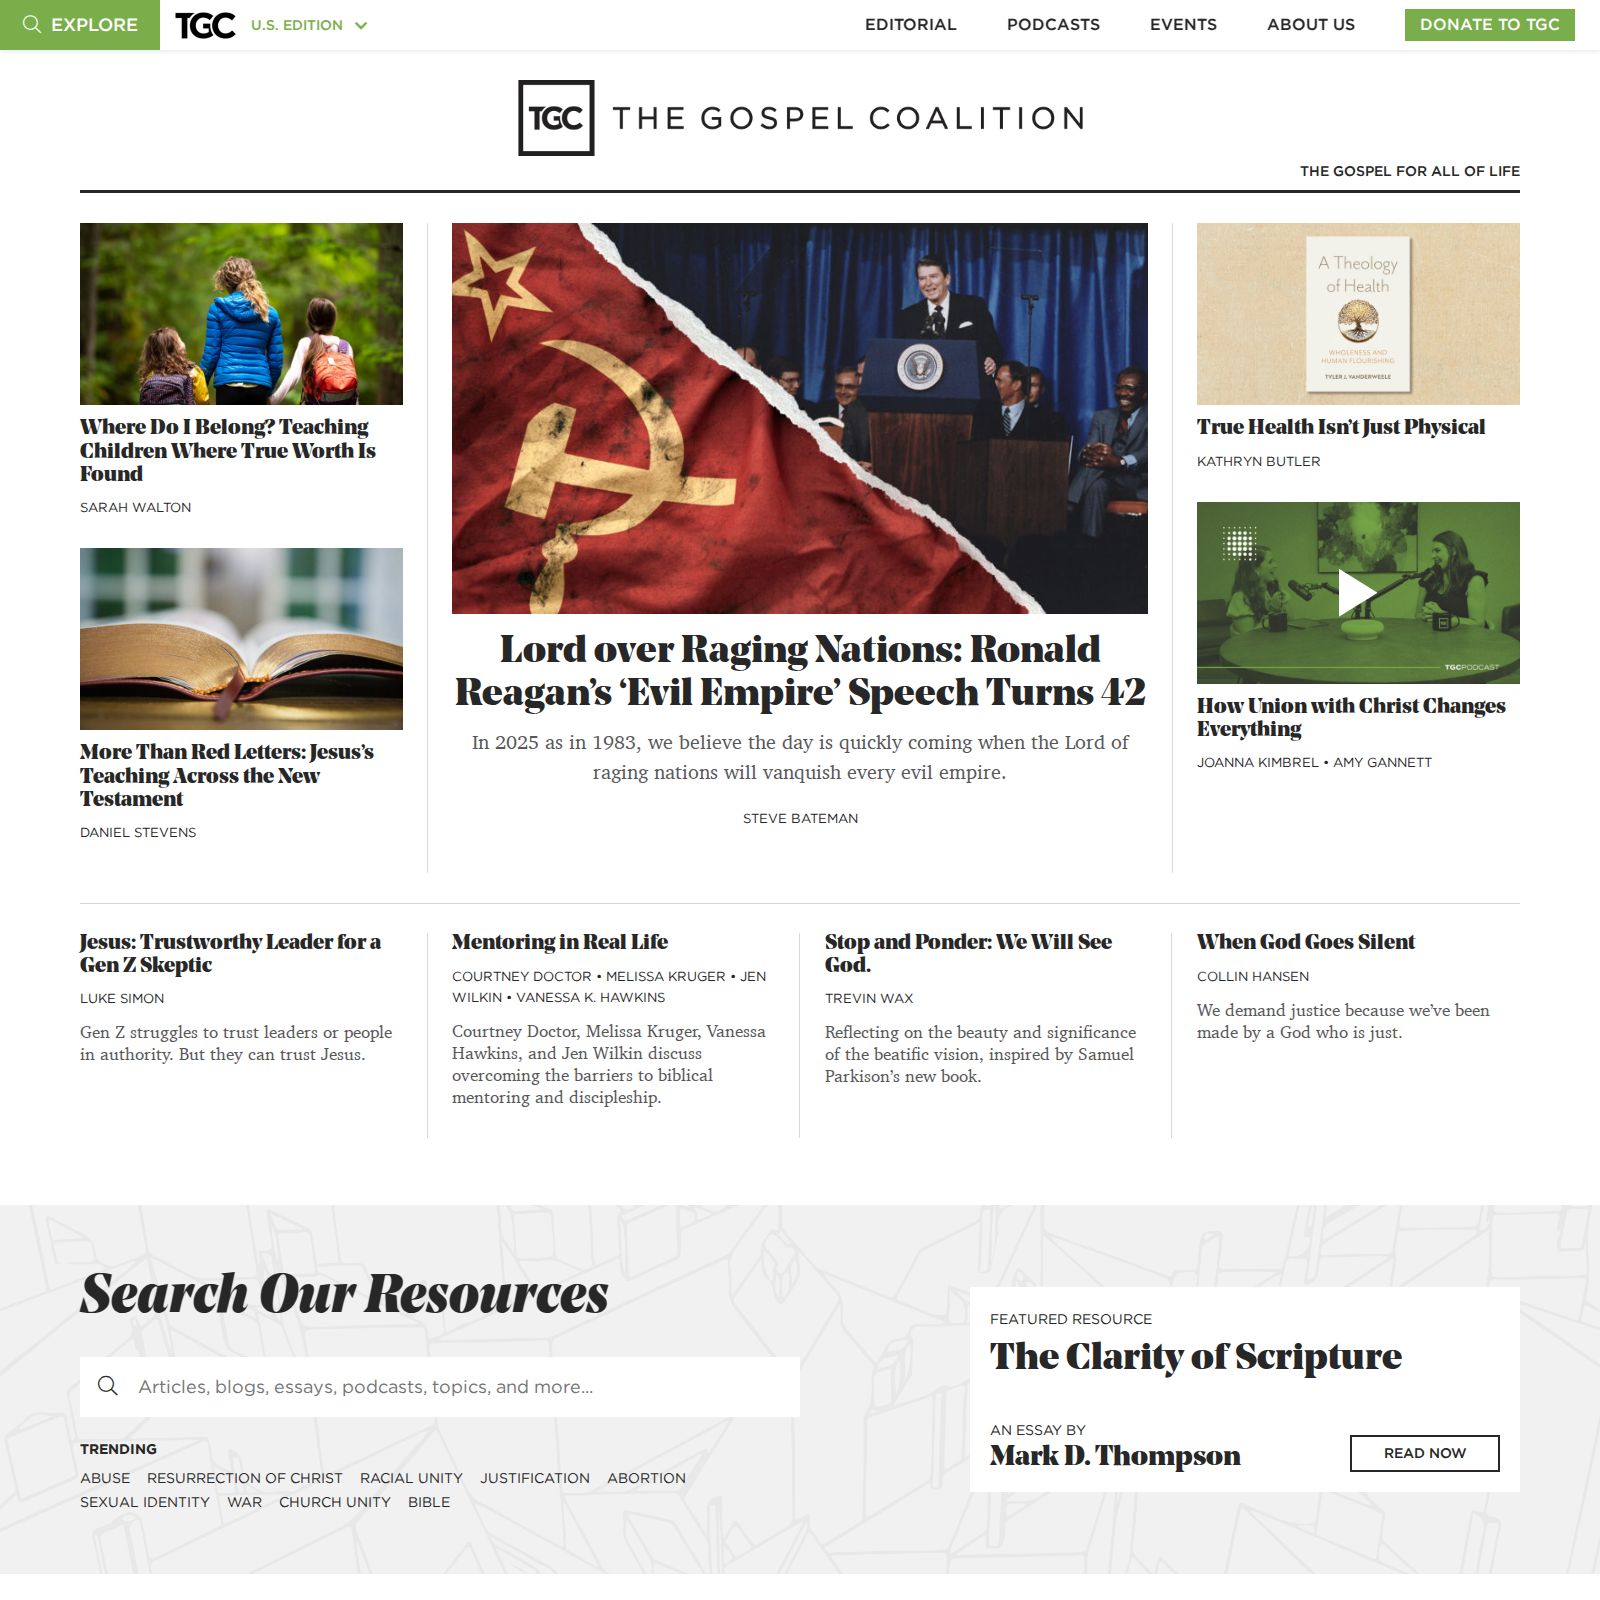 EXPLORE
TGC
U.S. EDITION
EDITORIAL
PODCASTS
EVENTS
ABOUT US
DONATE TO TGC
TGC
THE GOSPEL COALITION
THE GOSPEL FOR ALL OF LIFE
Where Do I Belong? Teaching
Children Where True Worth Is
Found
SARAH WALTON
More Than Red Letters: Jesus’s
Teaching Across the New
Testament
DANIEL STEVENS
Lord over Raging Nations: Ronald
Reagan’s ‘Evil Empire’ Speech Turns 42
In 2025 as in 1983, we believe the day is quickly coming when the Lord of
raging nations will vanquish every evil empire.
STEVE BATEMAN
A Theology
of Health
WHOLENESS AND
HUMAN FLOURISHING
TYLER J. VANDERWEELE
True Health Isn’t Just Physical
KATHRYN BUTLER
TGCPODCAST
How Union with Christ Changes
Everything
JOANNA KIMBREL • AMY GANNETT
Jesus: Trustworthy Leader for a
Gen Z Skeptic
LUKE SIMON
Gen Z struggles to trust leaders or people
in authority. But they can trust Jesus.
Mentoring in Real Life
COURTNEY DOCTOR • MELISSA KRUGER • JEN
WILKIN • VANESSA K. HAWKINS
Courtney Doctor, Melissa Kruger, Vanessa
Hawkins, and Jen Wilkin discuss
overcoming the barriers to biblical
mentoring and discipleship.
Stop and Ponder: We Will See
God.
TREVIN WAX
Reflecting on the beauty and significance
of the beatific vision, inspired by Samuel
Parkison’s new book.
When God Goes Silent
COLLIN HANSEN
We demand justice because we’ve been
made by a God who is just.
Search Our Resources
Articles, blogs, essays, podcasts, topics, and more...
TRENDING
ABUSE RESURRECTION OF CHRIST RACIAL UNITY JUSTIFICATION ABORTION
SEXUAL IDENTITY WAR CHURCH UNITY BIBLE
FEATURED RESOURCE
The Clarity of Scripture
AN ESSAY BY
Mark D. Thompson
READ NOW